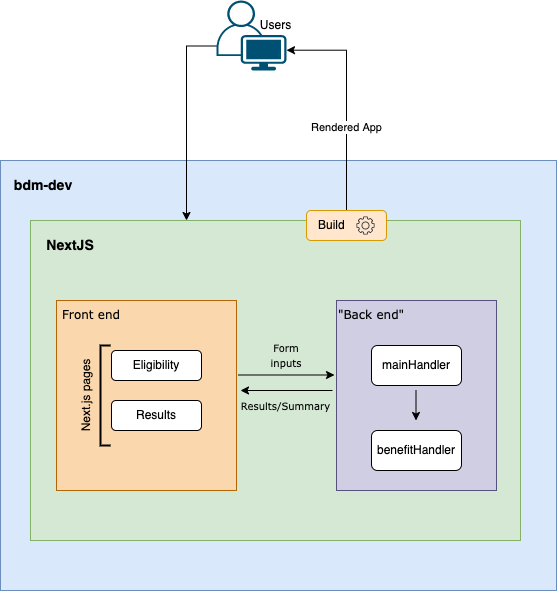 Users
Rendered App
bdm-dev
Build
NextJS
Front end
Next.js pages
Eligibility
Results
Form
inputs
Results/Summary
"Back end"
mainHandler
benefitHandler